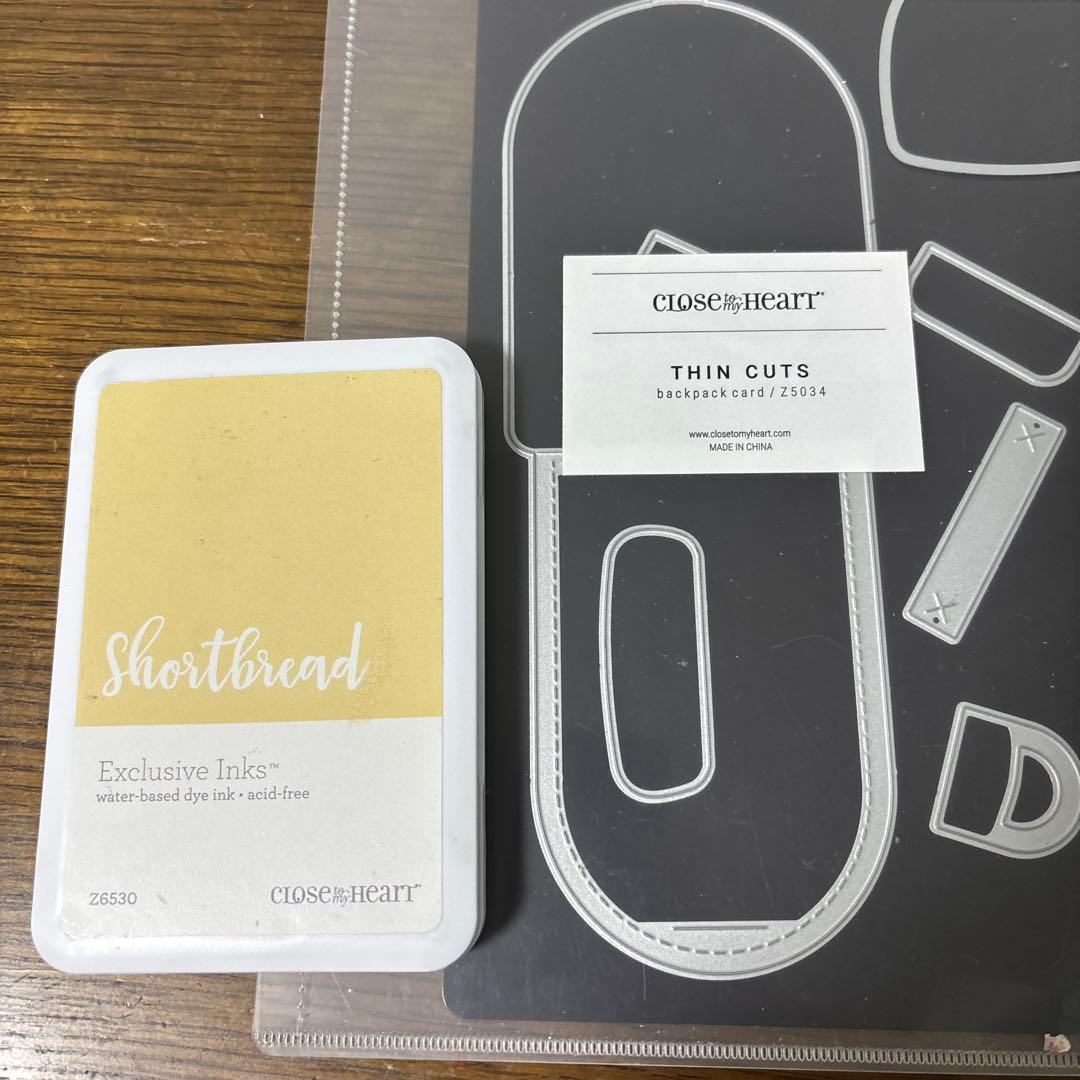 Shortbread
Exclusive Inks™
water-based dye ink • acid-free
Z6530
CLOSE to my HEART®
CLOSE to my HEART®
THIN CUTS
backpack card / Z5034
www.closetomyheart.com
MADE IN CHINA